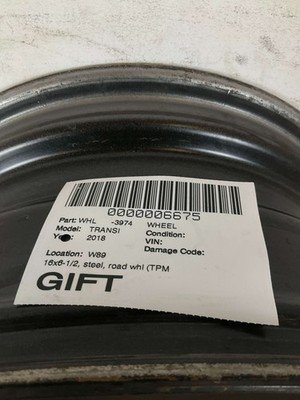 0000006675
Part: WHL -3974 WHEEL
Model: TRANSI Condition:
2018 VIN:
Damage Code:
Location: W89
16x6-1/2, steel, road whl (TPM
GIFT